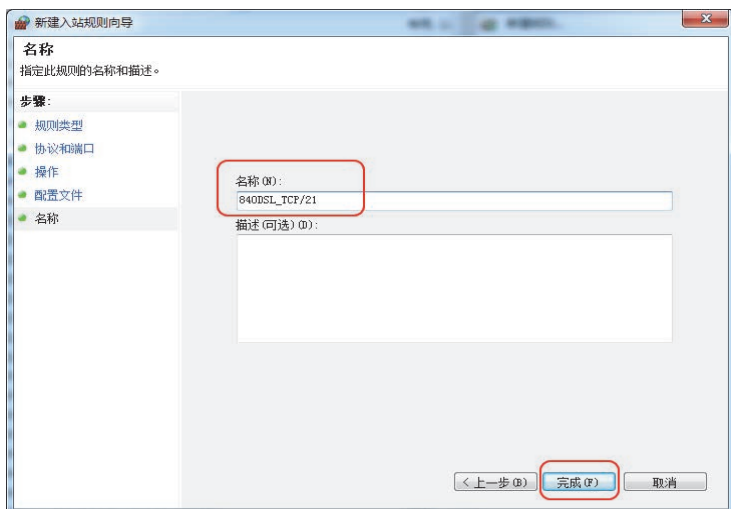 新建入站规则向导
名称
指定此规则的名称和描述。
步骤:
规则类型
协议和端口
操作
配置文件
名称
名称(N):
840DSL_TCP/21
描述(可选)(D):
< 上一步(B)
完成(F)
取消